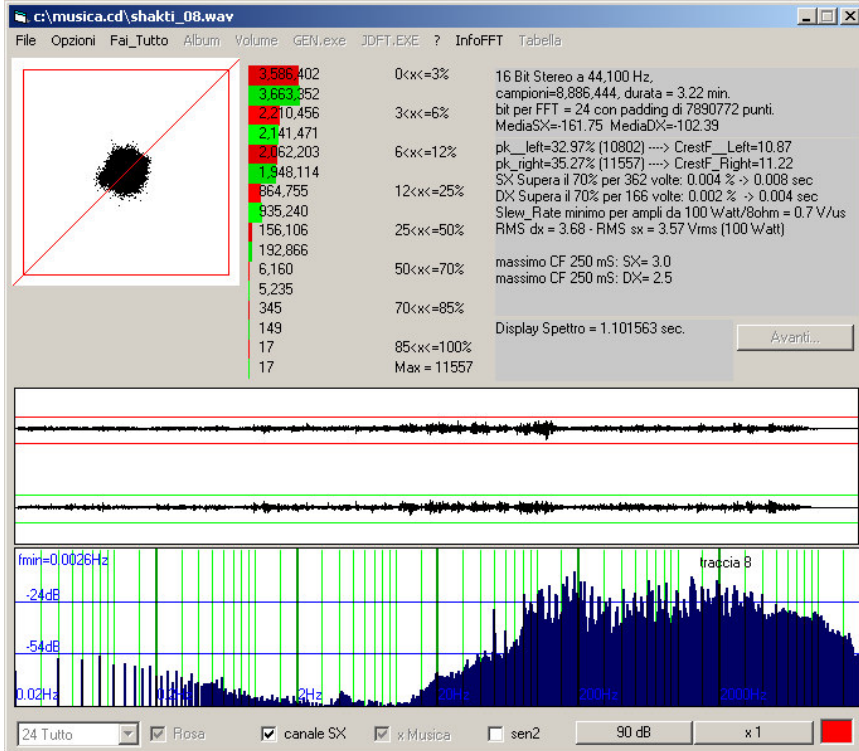 c:\musica.cd\shakti_08.wav
File Opzioni Fai_Tutto Album Volume GEN.exe JDFT.EXE ? InfoFFT Tabella
3,586,402 0<x<=3%
3,663,352
2,210,456 3<x<=6%
2,141,471
2,062,203 6<x<=12%
1,948,114
864,755 12<x<=25%
935,240
156,106 25<x<=50%
192,866
6,160 50<x<=70%
5,235
345 70<x<=85%
149
17 85<x<=100%
17 Max = 11557
16 Bit Stereo a 44,100 Hz,
campioni=8,886,444, durata = 3.22 min.
bit per FFT = 24 con padding di 7890772 punti.
MediaSX=-161.75 MediaDX=-102.39
pk__left=32.97% (10802) ----> CrestF__Left=10.87
pk_right=35.27% (11557) ----> CrestF_Right=11.22
SX Supera il 70% per 362 volte: 0.004 % -> 0.008 sec
DX Supera il 70% per 166 volte: 0.002 % -> 0.004 sec
Slew_Rate minimo per ampli da 100 Watt/8ohm = 0.7 V/us
RMS dx = 3.68 - RMS sx = 3.57 Vrms (100 Watt)
massimo CF 250 mS: SX= 3.0
massimo CF 250 mS: DX= 2.5
Display Spettro = 1.101563 sec.
Avanti...
fmin=0.0026Hz traccia 8
-24dB
-54dB
0.02Hz 0.2Hz 2Hz 20Hz 200Hz 2000Hz
24 Tutto Rosa canale SX x Musica sen2 90 dB x 1